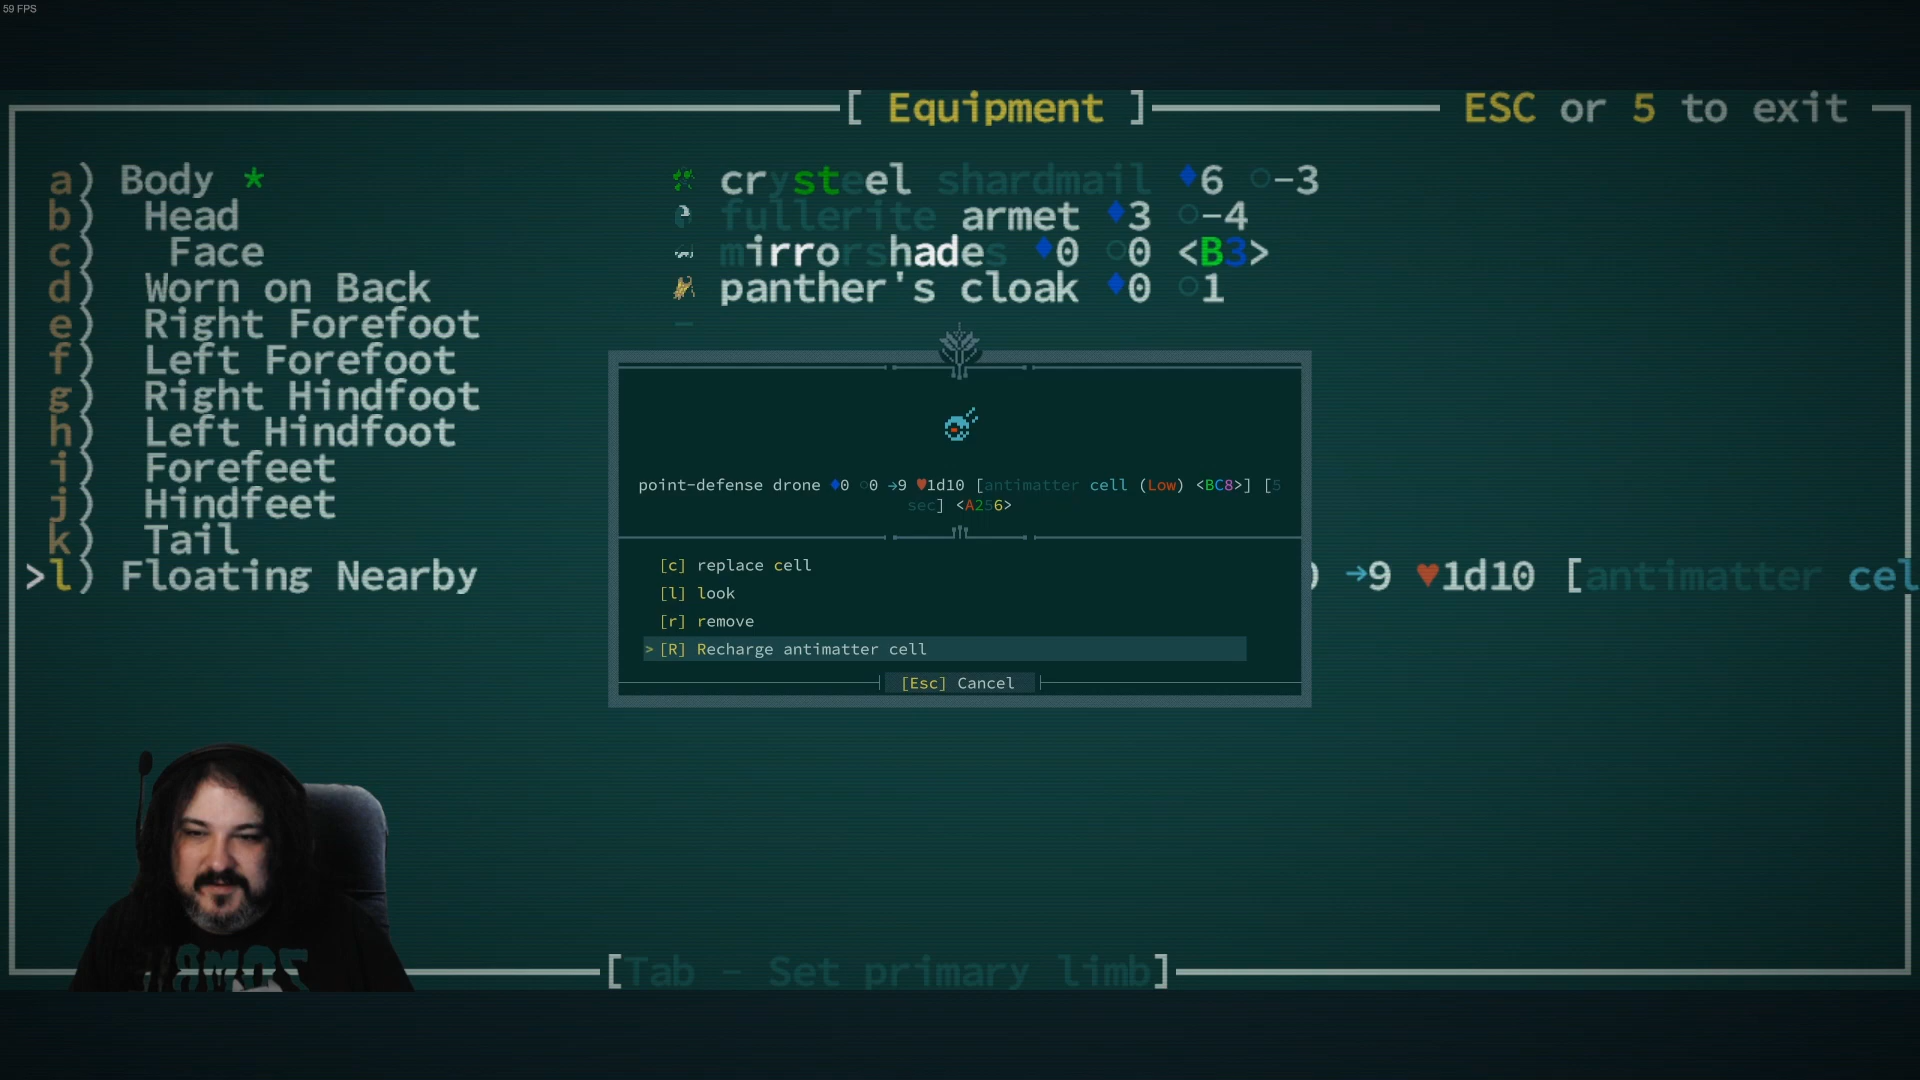 59 FPS
[ Equipment ] ESC or 5 to exit
a) Body * crysteel shardmail ♦6 ○-3
b) Head fullerite armet ♦3 ○-4
c) Face mirrorshades ♦0 ○0 <B3>
d) Worn on Back panther's cloak ♦0 ○1
e) Right Forefoot -
f) Left Forefoot
g) Right Hindfoot
h) Left Hindfoot
i) Forefeet
j) Hindfeet
k) Tail
>l) Floating Nearby →9 ♥1d10 [antimatter cel
point-defense drone ♦0 ○0 →9 ♥1d10 [antimatter cell (Low) <BC8>] [5
sec] <A256>
[c] replace cell
[l] look
[r] remove
> [R] Recharge antimatter cell
[Esc] Cancel
[Tab - Set primary limb]